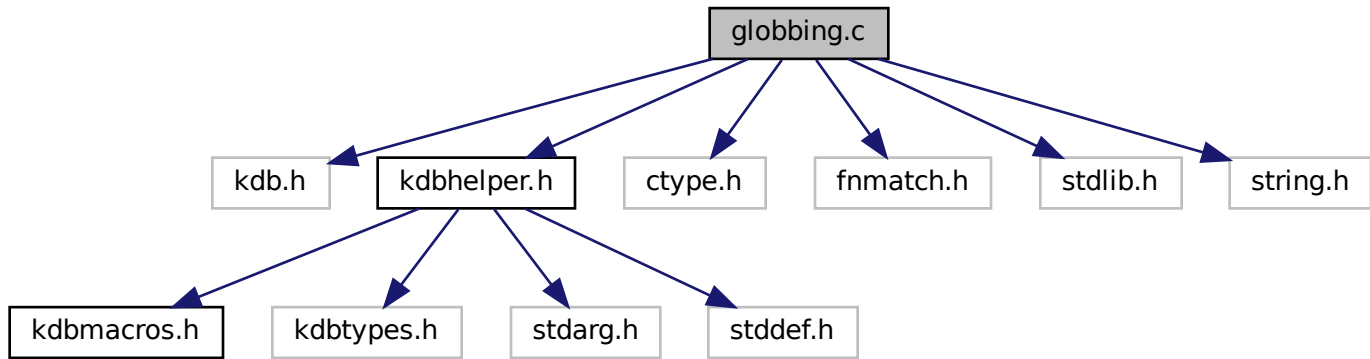 globbing.c
kdb.h
kdbhelper.h
ctype.h
fnmatch.h
stdlib.h
string.h
kdbmacros.h
kdbtypes.h
stdarg.h
stddef.h